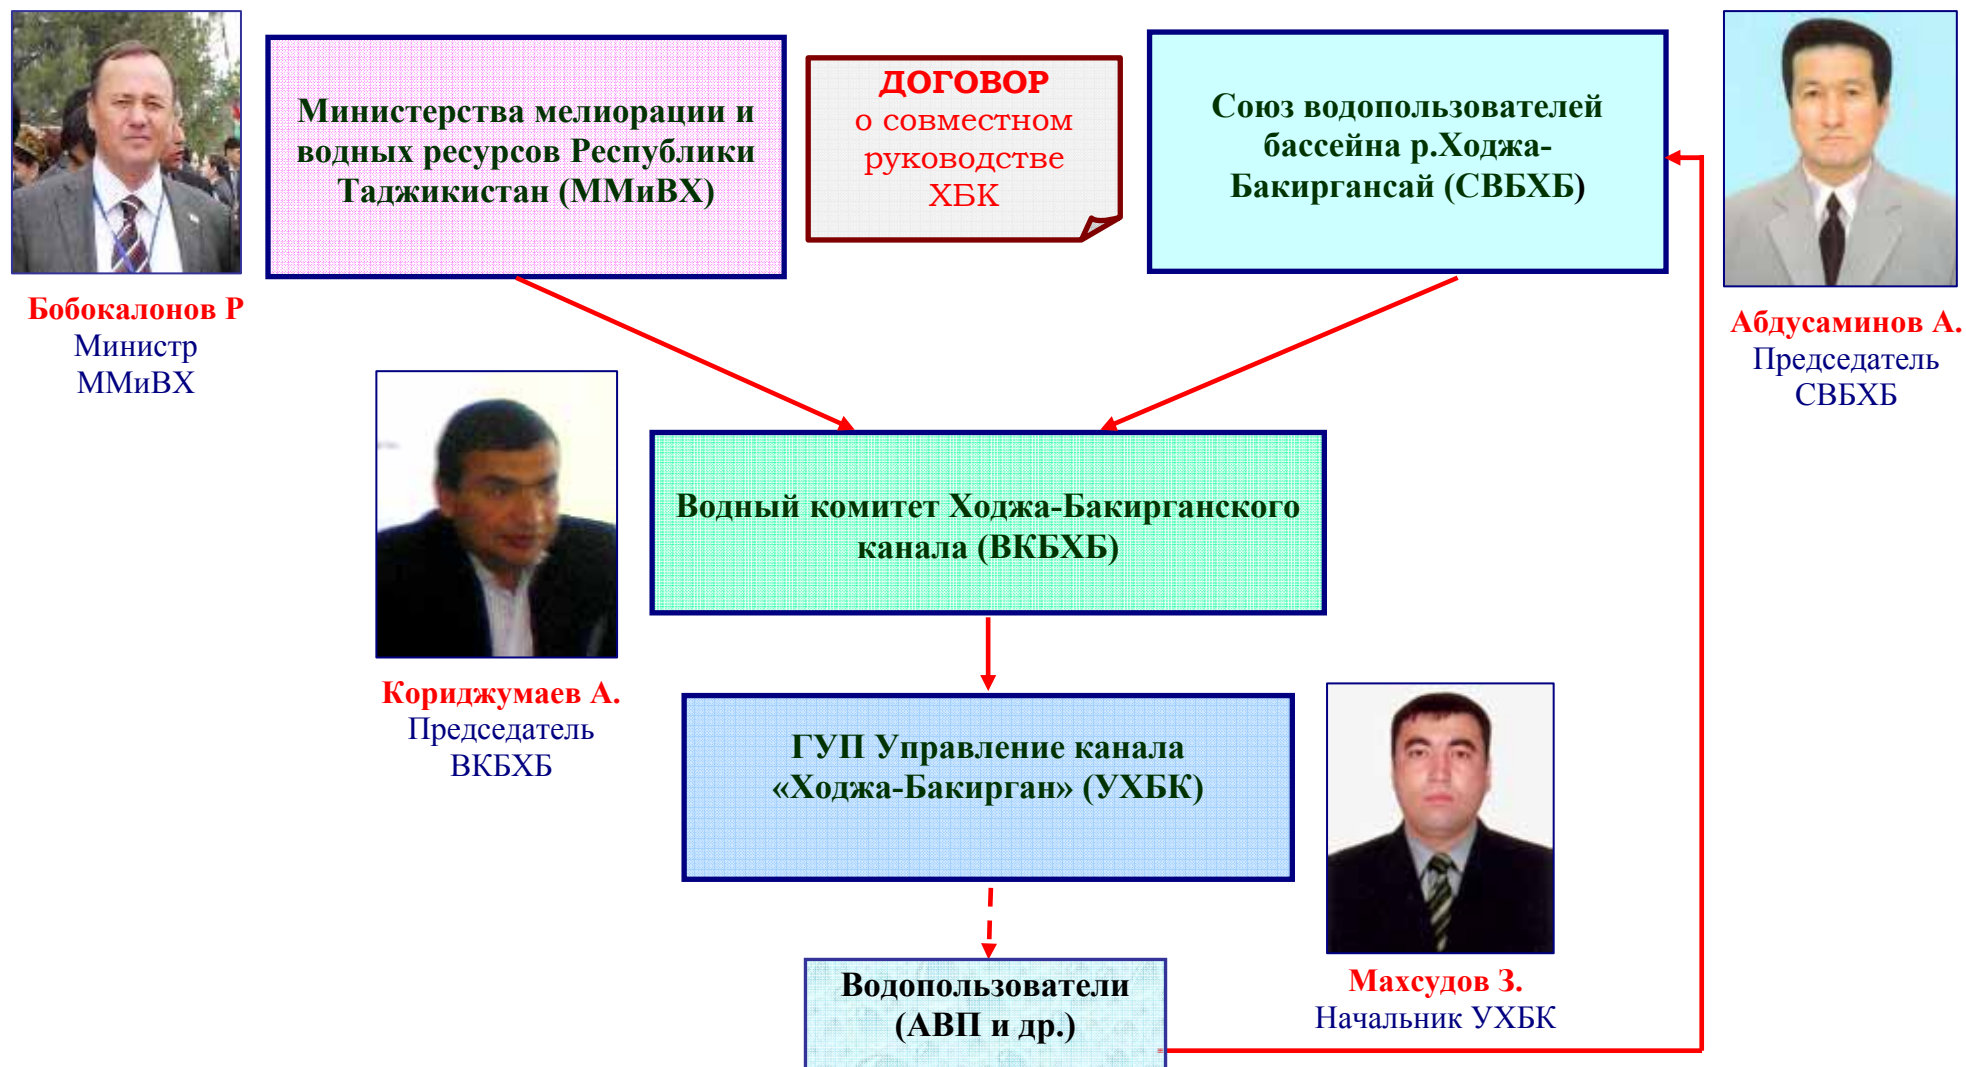 Министерства мелиорации и
водных ресурсов Республики
Таджикистан (ММиВХ)
ДОГОВОР
о совместном
руководстве
ХБК
Союз водопользователей
бассейна р.Ходжа-
Бакиргансай (СВБХБ)
Бобокалонов Р
Министр
ММиВХ
Абдусаминов А.
Председатель
СВБХБ
Водный комитет Ходжа-Бакирганского
канала (ВКБХБ)
Кориджумаев А.
Председатель
ВКБХБ
ГУП Управление канала
«Ходжа-Бакирган» (УХБК)
Махсудов З.
Начальник УХБК
Водопользователи
(АВП и др.)